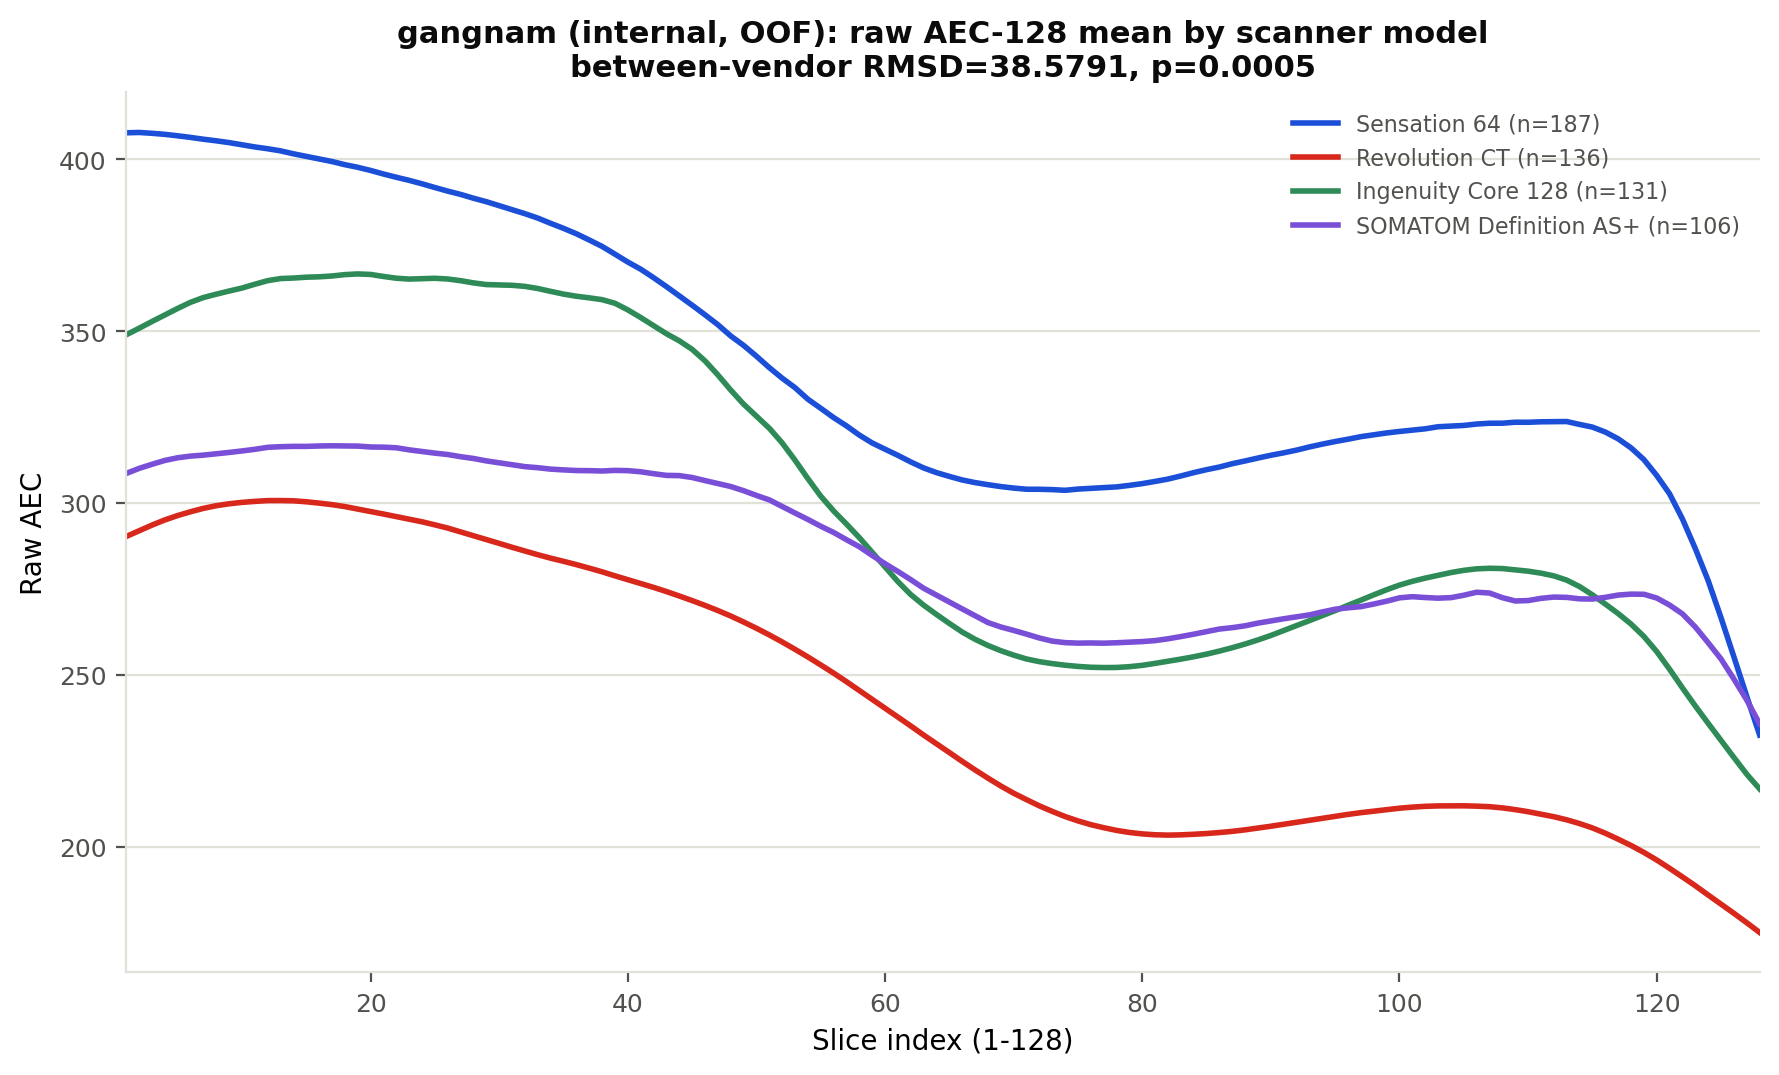 gangnam (internal, OOF): raw AEC-128 mean by scanner model
between-vendor RMSD=38.5791, p=0.0005
Sensation 64 (n=187)
Revolution CT (n=136)
Ingenuity Core 128 (n=131)
SOMATOM Definition AS+ (n=106)
Raw AEC
400
350
300
250
200
20 40 60 80 100 120
Slice index (1-128)